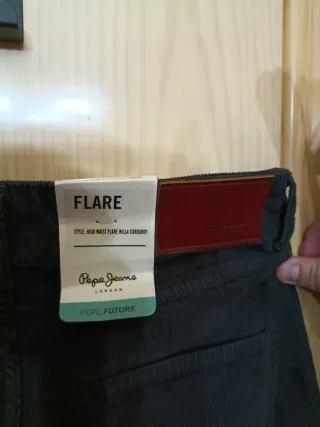 FLARE
STYLE: HIGH WAIST FLARE WILLA CORDUROY
Pepe Jeans
LONDON
PEPE FUTURE